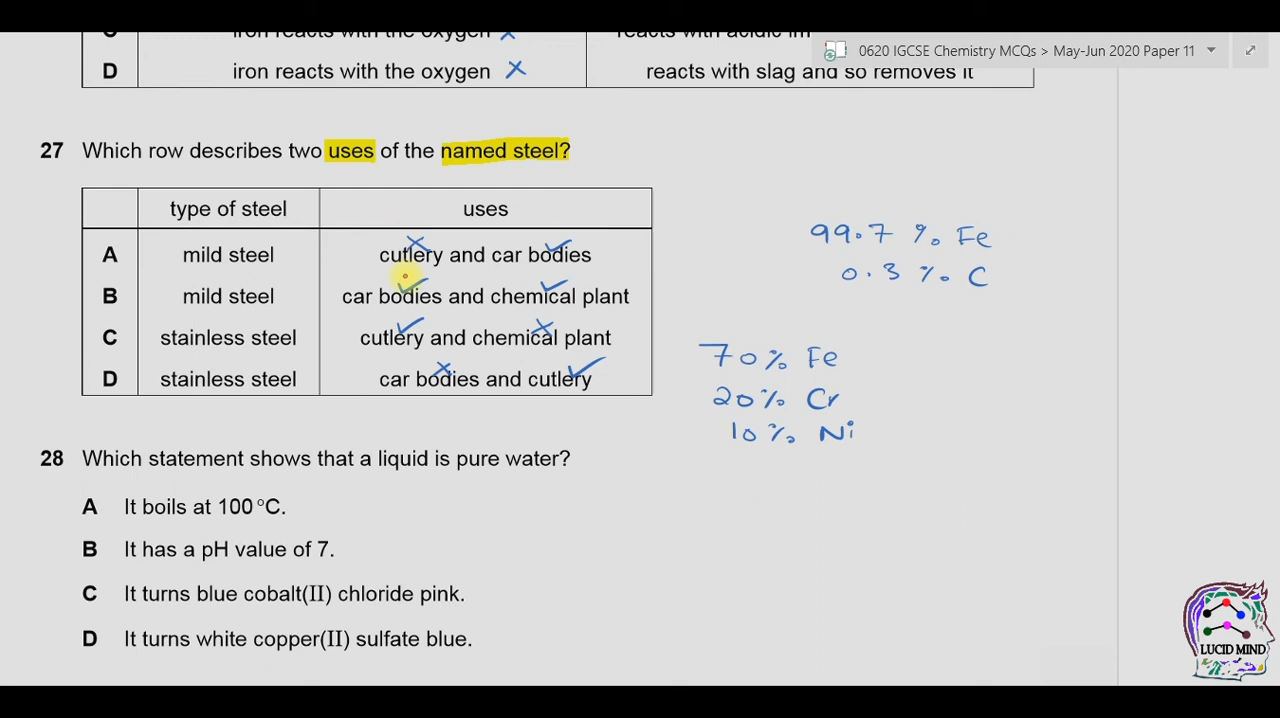 iron reacts with the oxygen ×
0620 IGCSE Chemistry MCQs > May-Jun 2020 Paper 11
D iron reacts with the oxygen × reacts with slag and so removes it
27 Which row describes two uses of the named steel?
type of steel uses
A mild steel cutlery and car bodies
B mild steel car bodies and chemical plant
C stainless steel cutlery and chemical plant
D stainless steel car bodies and cutlery
99.7 % Fe
0.3 % C
70% Fe
20% Cr
10% Ni
28 Which statement shows that a liquid is pure water?
A It boils at 100 °C.
B It has a pH value of 7.
C It turns blue cobalt(II) chloride pink.
D It turns white copper(II) sulfate blue.
LUCID MIND